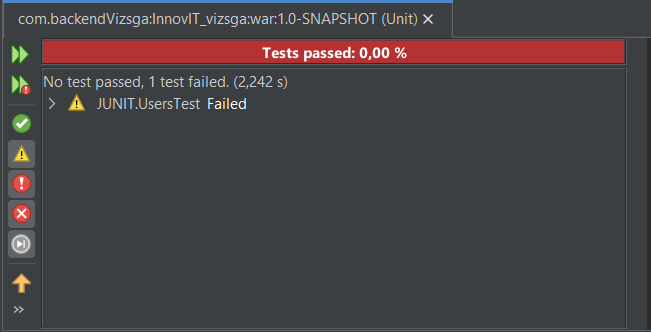 com.backendVizsga:InnovIT_vizsga:war:1.0-SNAPSHOT (Unit)
Tests passed: 0,00 %
No test passed, 1 test failed. (2,242 s)
JUNIT.UsersTest Failed